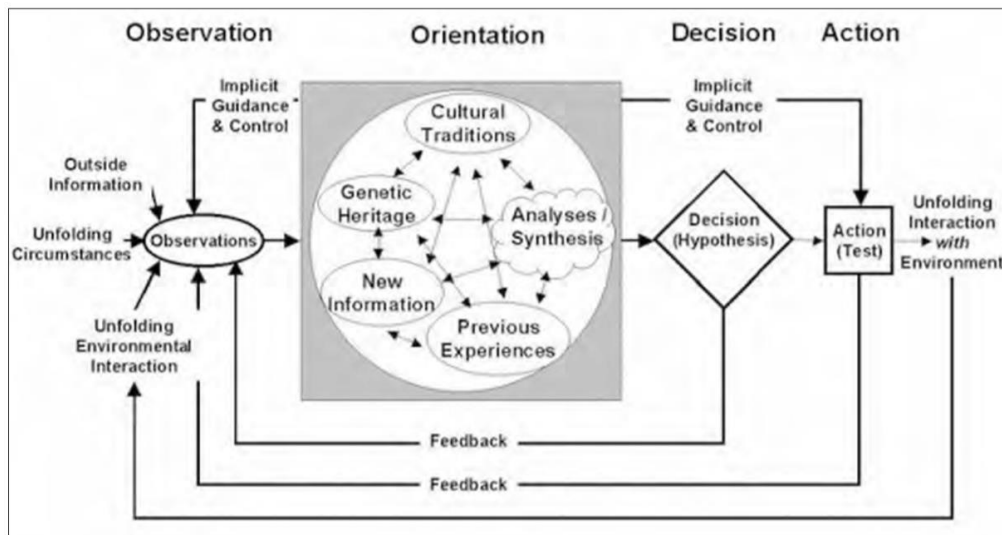 Observation
Orientation
Decision
Action
Implicit
Guidance
& Control
Outside
Information
Unfolding
Circumstances
Observations
Unfolding
Environmental
Interaction
Cultural
Traditions
Genetic
Heritage
Analyses /
Synthesis
New
Information
Previous
Experiences
Implicit
Guidance
& Control
Decision
(Hypothesis)
Action
(Test)
Unfolding
Interaction
with
Environment
Feedback
Feedback